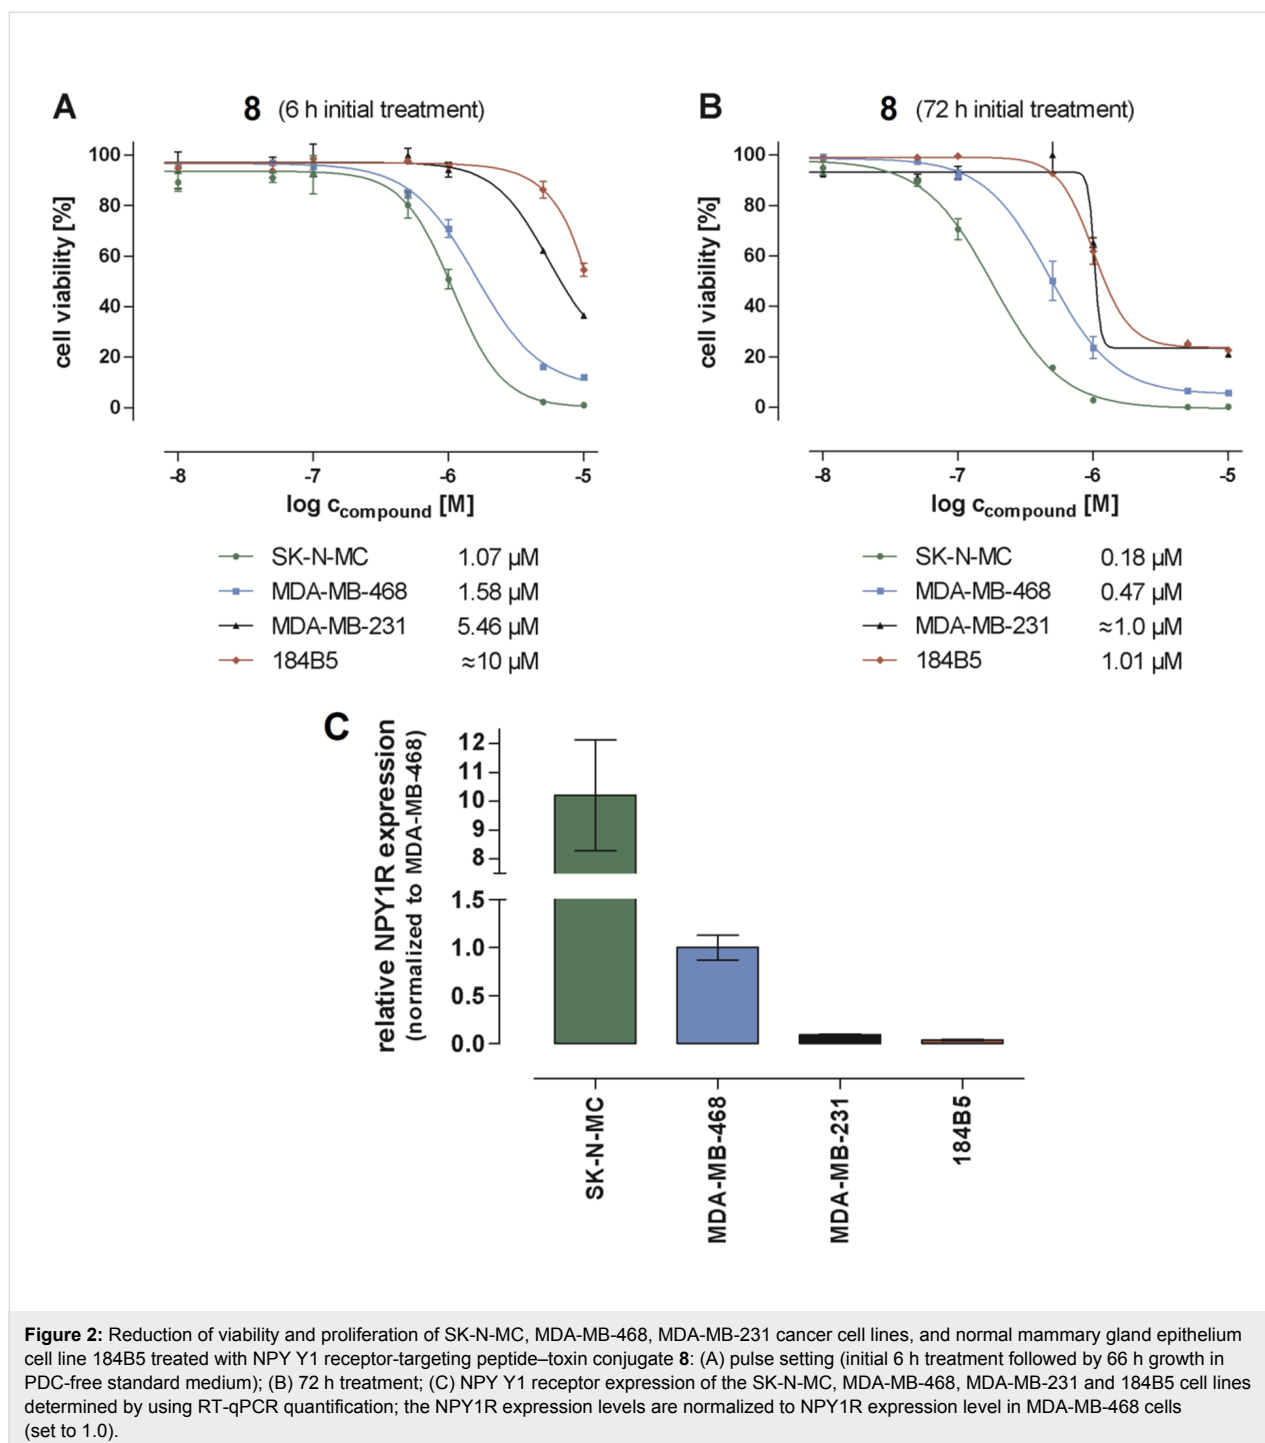 A
8 (6 h initial treatment)
cell viability [%]
100
80
60
40
20
0
-8 -7 -6 -5
log c compound [M]
SK-N-MC 1.07 µM
MDA-MB-468 1.58 µM
MDA-MB-231 5.46 µM
184B5 ≈10 µM
B
8 (72 h initial treatment)
cell viability [%]
100
80
60
40
20
0
-8 -7 -6 -5
log c compound [M]
SK-N-MC 0.18 µM
MDA-MB-468 0.47 µM
MDA-MB-231 ≈1.0 µM
184B5 1.01 µM
C
relative NPY1R expression
(normalized to MDA-MB-468)
12
11
10
9
8
1.5
1.0
0.5
0.0
SK-N-MC
MDA-MB-468
MDA-MB-231
184B5
Figure 2: Reduction of viability and proliferation of SK-N-MC, MDA-MB-468, MDA-MB-231 cancer cell lines, and normal mammary gland epithelium
cell line 184B5 treated with NPY Y1 receptor-targeting peptide–toxin conjugate 8: (A) pulse setting (initial 6 h treatment followed by 66 h growth in
PDC-free standard medium); (B) 72 h treatment; (C) NPY Y1 receptor expression of the SK-N-MC, MDA-MB-468, MDA-MB-231 and 184B5 cell lines
determined by using RT-qPCR quantification; the NPY1R expression levels are normalized to NPY1R expression level in MDA-MB-468 cells
(set to 1.0).